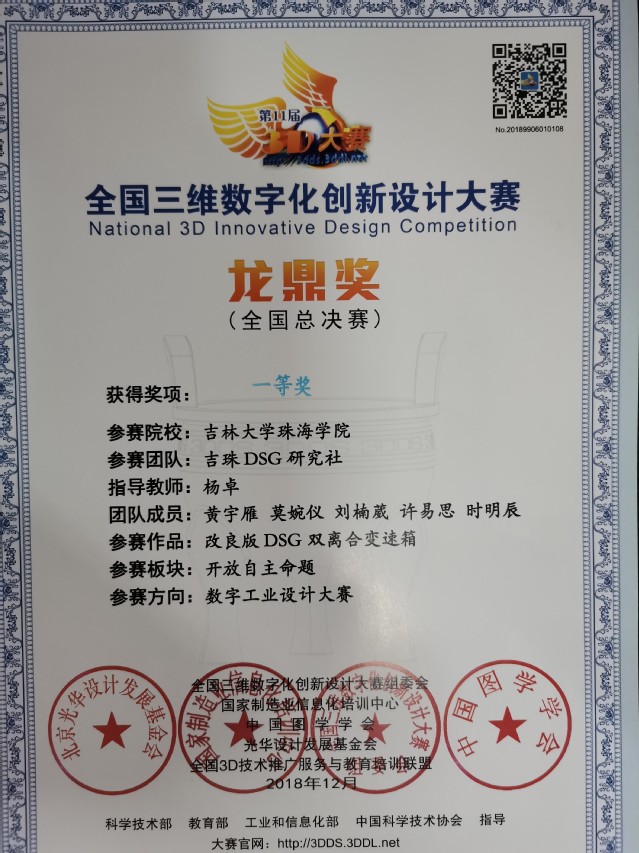 第11届
3D大赛
No.20189906010108
全国三维数字化创新设计大赛
National 3D Innovative Design Competition
龙鼎奖
(全国总决赛)
获得奖项： 一等奖
参赛院校：吉林大学珠海学院
参赛团队：吉珠DSG研究社
指导教师：杨卓
团队成员：黄宇雁 莫婉仪 刘楠葳 许易思 时明辰
参赛作品：改良版DSG双离合变速箱
参赛板块：开放自主命题
参赛方向：数字工业设计大赛
全国三维数字化创新设计大赛组委会
国家制造业信息化培训中心
中国图学学会
光华设计发展基金会
全国3D技术推广服务与教育培训联盟
2018年12月
北京光华设计发展基金会
中国图学学会
科学技术部 教育部 工业和信息化部 中国科学技术协会 指导
大赛官网：http://3DDS.3DDL.net